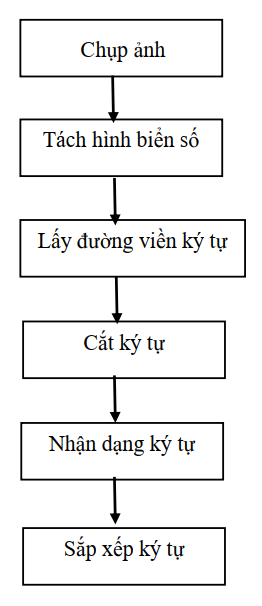 Chụp ảnh
Tách hình biển số
Lấy đường viền ký tự
Cắt ký tự
Nhận dạng ký tự
Sắp xếp ký tự